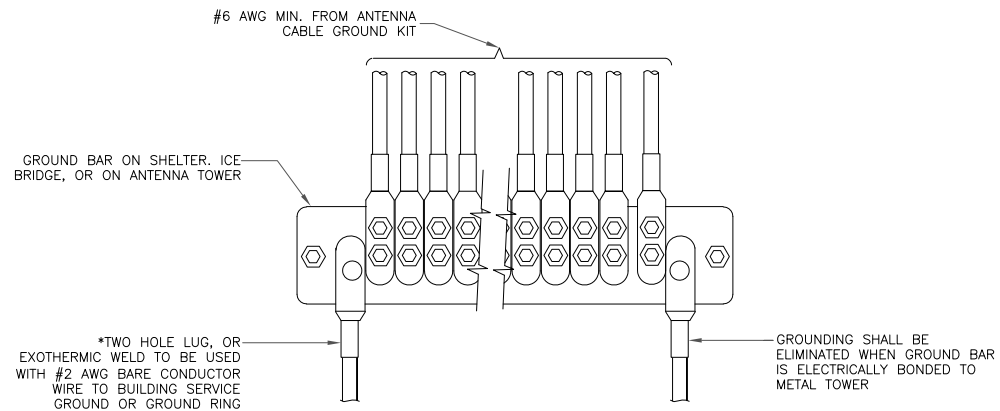 #6 AWG MIN. FROM ANTENNA
CABLE GROUND KIT
GROUND BAR ON SHELTER. ICE
BRIDGE, OR ON ANTENNA TOWER
*TWO HOLE LUG, OR
EXOTHERMIC WELD TO BE USED
WITH #2 AWG BARE CONDUCTOR
WIRE TO BUILDING SERVICE
GROUND OR GROUND RING
GROUNDING SHALL BE
ELIMINATED WHEN GROUND BAR
IS ELECTRICALLY BONDED TO
METAL TOWER